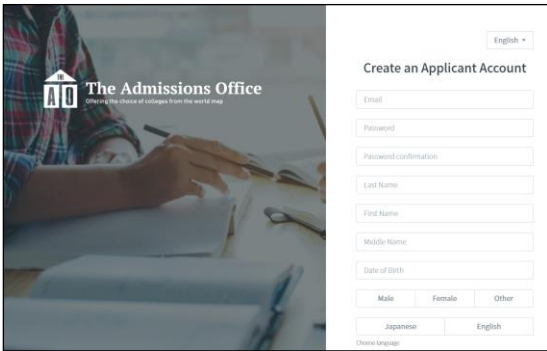 English
THE
A O
The Admissions Office
Offering the choice of colleges from the world map
Create an Applicant Account
Email
Password
Password confirmation
Last Name
First Name
Middle Name
Date of Birth
Male Female Other
Japanese English
Choose language